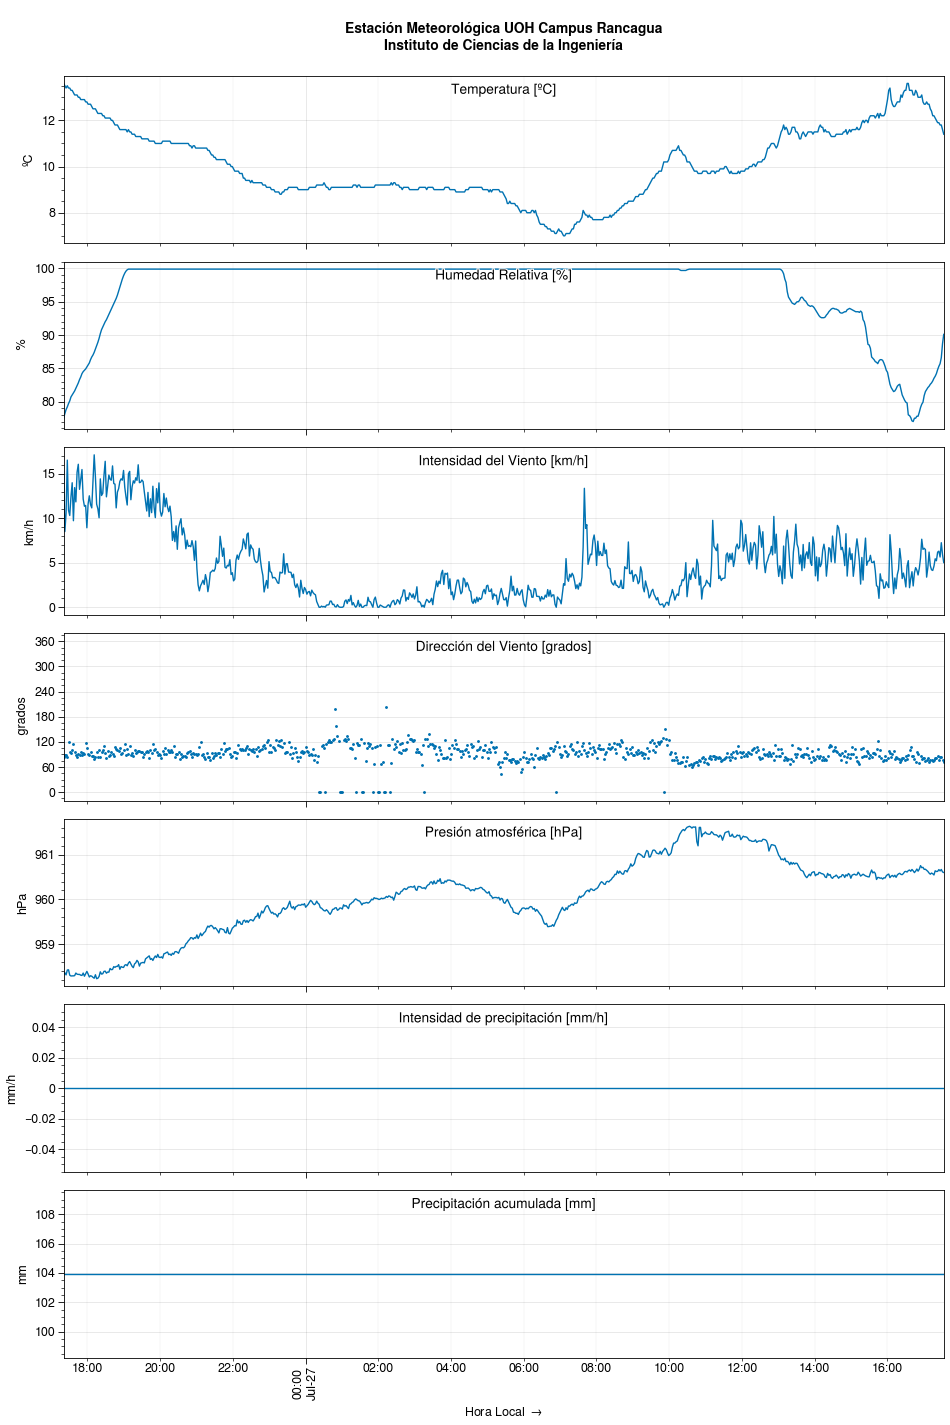 Estación Meteorológica UOH Campus Rancagua
Instituto de Ciencias de la Ingeniería
Temperatura [ºC]
12
10
8
ºC
Humedad Relativa [%]
100
95
90
85
80
%
Intensidad del Viento [km/h]
15
10
5
0
km/h
Dirección del Viento [grados]
360
300
240
180
120
60
0
grados
Presión atmosférica [hPa]
961
960
959
hPa
Intensidad de precipitación [mm/h]
0.04
0.02
0
−0.02
−0.04
mm/h
Precipitación acumulada [mm]
108
106
104
102
100
mm
18:00 20:00 22:00 00:00 02:00 04:00 06:00 08:00 10:00 12:00 14:00 16:00
Jul-27
Hora Local →